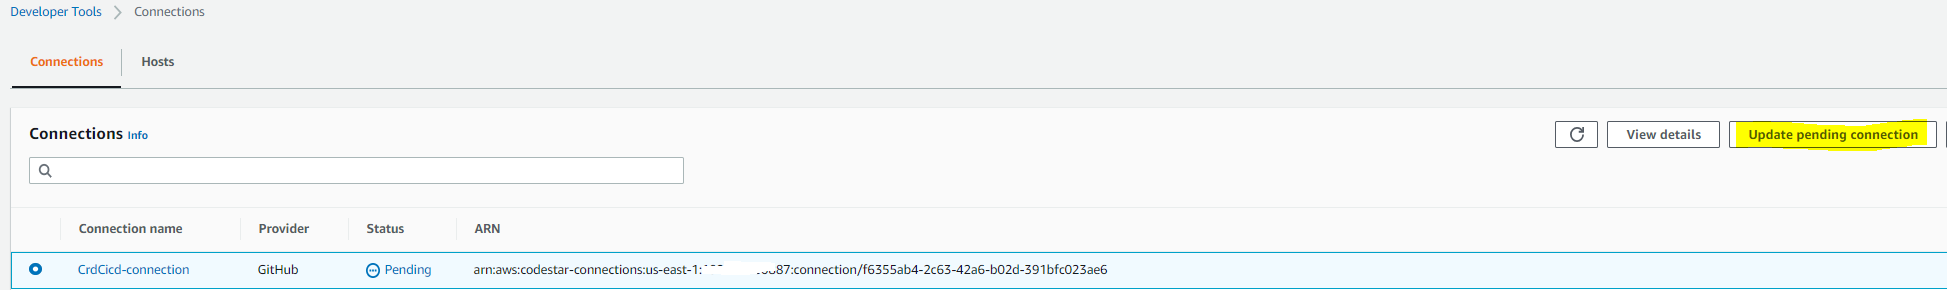 Developer Tools > Connections
Connections Hosts
Connections Info View details Update pending connection
Connection name Provider Status ARN
CrdCicd-connection GitHub Pending arn:aws:codestar-connections:us-east-1: 87:connection/f6355ab4-2c63-42a6-b02d-391bfc023ae6